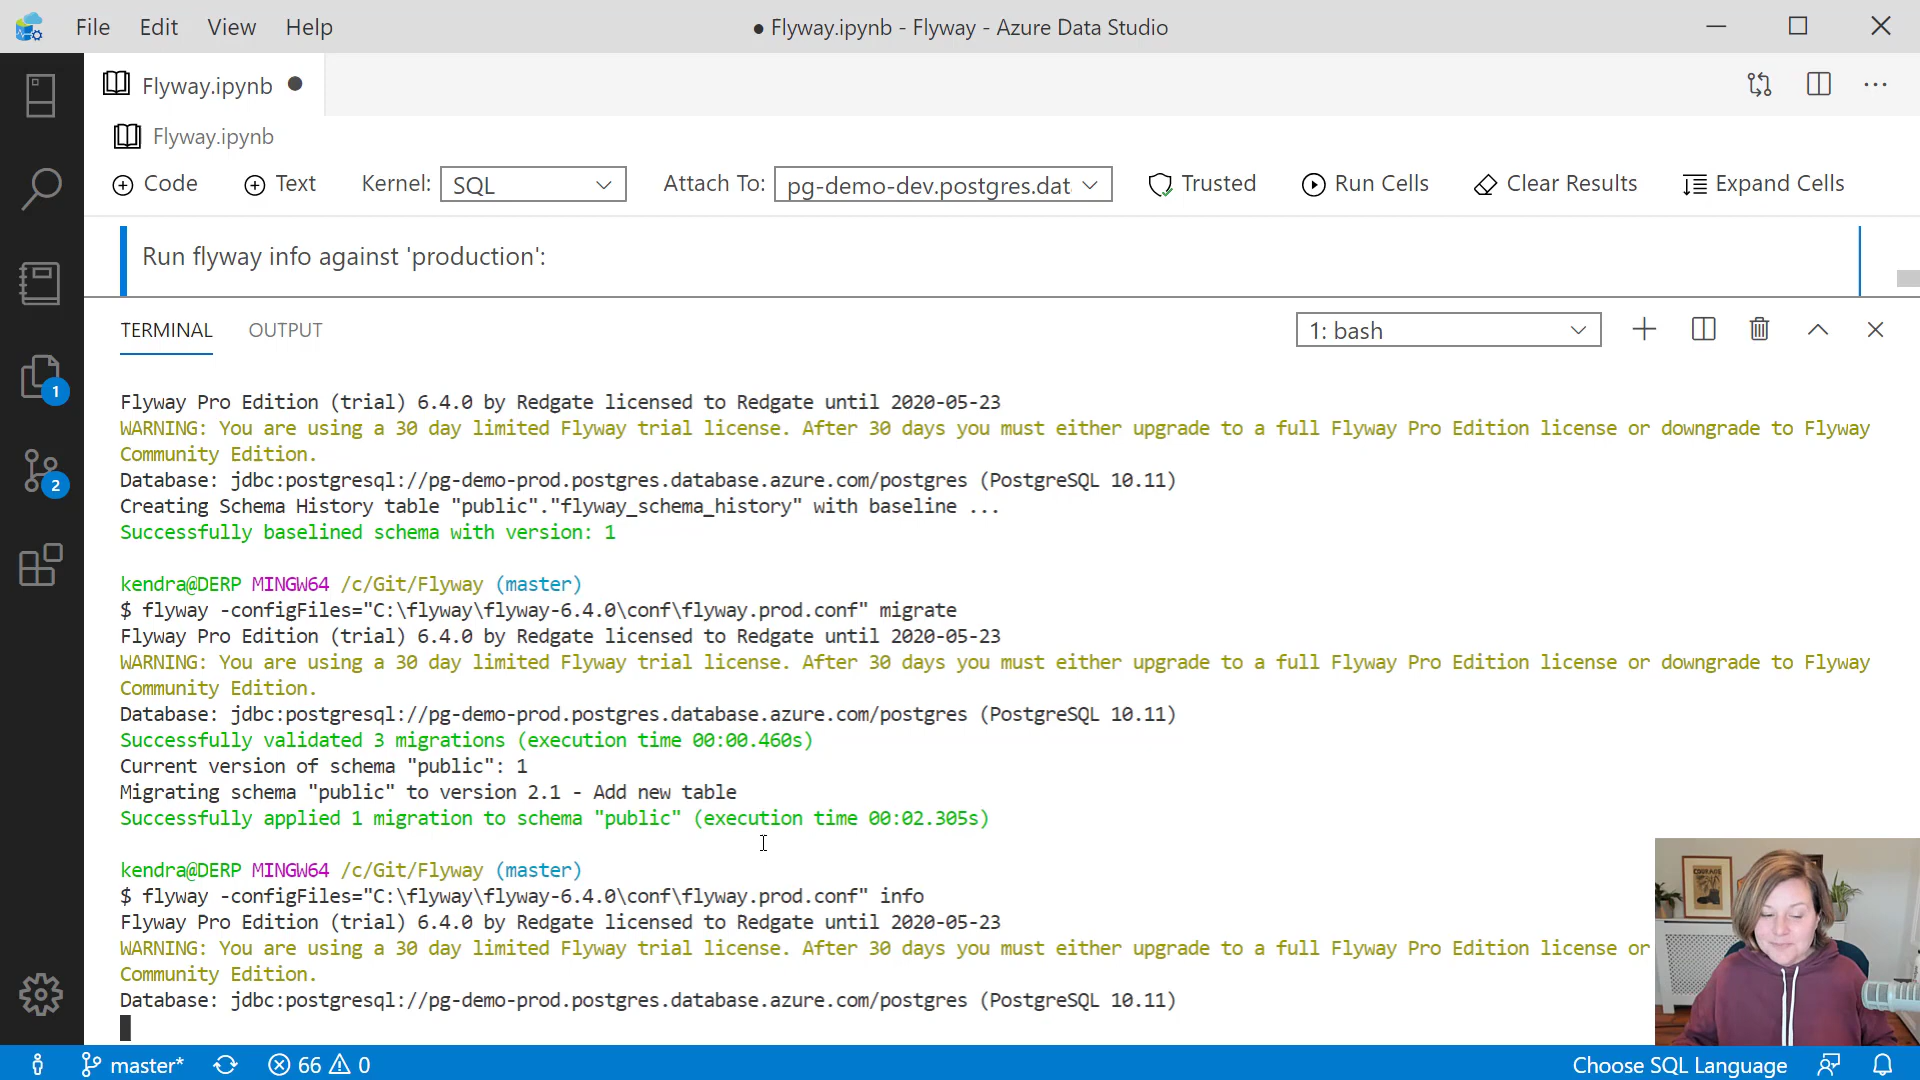 File Edit View Help
● Flyway.ipynb - Flyway - Azure Data Studio
Flyway.ipynb
Flyway.ipynb
Code Text Kernel: SQL Attach To: pg-demo-dev.postgres.dat Trusted Run Cells Clear Results Expand Cells
Run flyway info against 'production':
TERMINAL OUTPUT 1: bash
Flyway Pro Edition (trial) 6.4.0 by Redgate licensed to Redgate until 2020-05-23
WARNING: You are using a 30 day limited Flyway trial license. After 30 days you must either upgrade to a full Flyway Pro Edition license or downgrade to Flyway
Community Edition.
Database: jdbc:postgresql://pg-demo-prod.postgres.database.azure.com/postgres (PostgreSQL 10.11)
Creating Schema History table "public"."flyway_schema_history" with baseline ...
Successfully baselined schema with version: 1
kendra@DERP MINGW64 /c/Git/Flyway (master)
$ flyway -configFiles="C:\flyway\flyway-6.4.0\conf\flyway.prod.conf" migrate
Flyway Pro Edition (trial) 6.4.0 by Redgate licensed to Redgate until 2020-05-23
WARNING: You are using a 30 day limited Flyway trial license. After 30 days you must either upgrade to a full Flyway Pro Edition license or downgrade to Flyway
Community Edition.
Database: jdbc:postgresql://pg-demo-prod.postgres.database.azure.com/postgres (PostgreSQL 10.11)
Successfully validated 3 migrations (execution time 00:00.460s)
Current version of schema "public": 1
Migrating schema "public" to version 2.1 - Add new table
Successfully applied 1 migration to schema "public" (execution time 00:02.305s)
kendra@DERP MINGW64 /c/Git/Flyway (master)
$ flyway -configFiles="C:\flyway\flyway-6.4.0\conf\flyway.prod.conf" info
Flyway Pro Edition (trial) 6.4.0 by Redgate licensed to Redgate until 2020-05-23
WARNING: You are using a 30 day limited Flyway trial license. After 30 days you must either upgrade to a full Flyway Pro Edition license or
Community Edition.
Database: jdbc:postgresql://pg-demo-prod.postgres.database.azure.com/postgres (PostgreSQL 10.11)
1
2
COURAGE
master* 66 0 Choose SQL Language